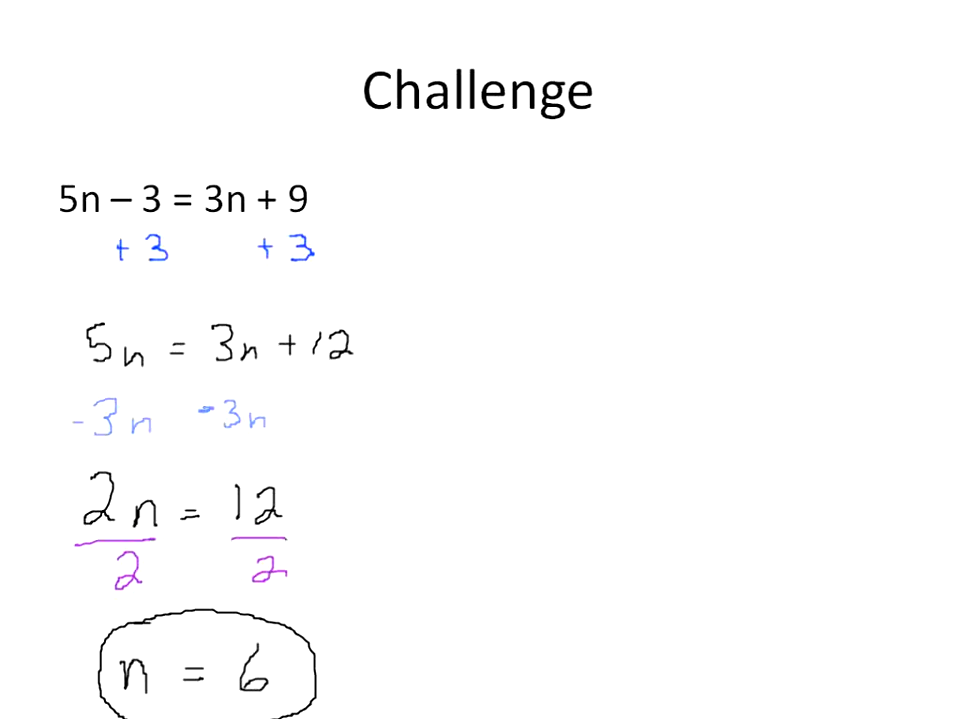 Challenge
5n – 3 = 3n + 9
+ 3 + 3
5n = 3n + 12
- 3n - 3n
2n = 12
2 2
n = 6